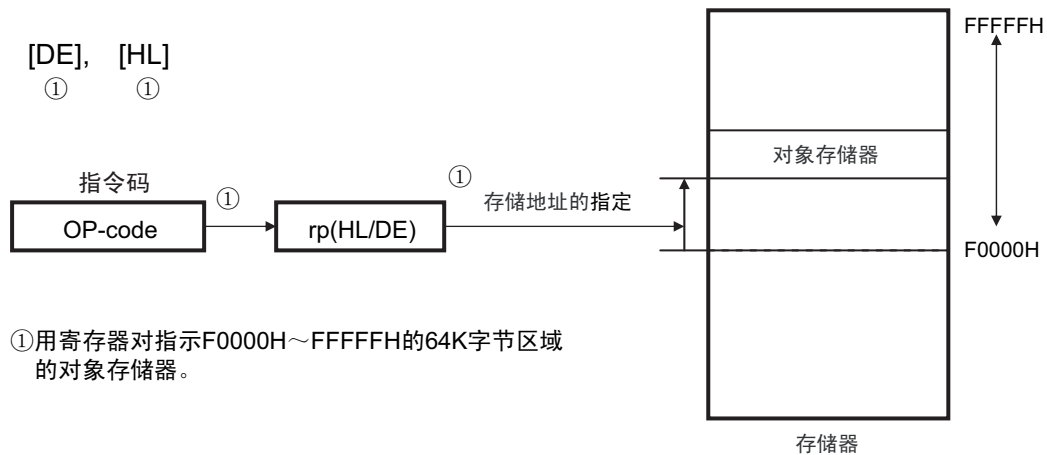 [DE], [HL]
① ①
FFFFFH
对象存储器
指令码
①
①
存储地址的指定
OP-code
rp(HL/DE)
F0000H
①用寄存器对指示F0000H～FFFFFH的64K字节区域
的对象存储器。
存储器